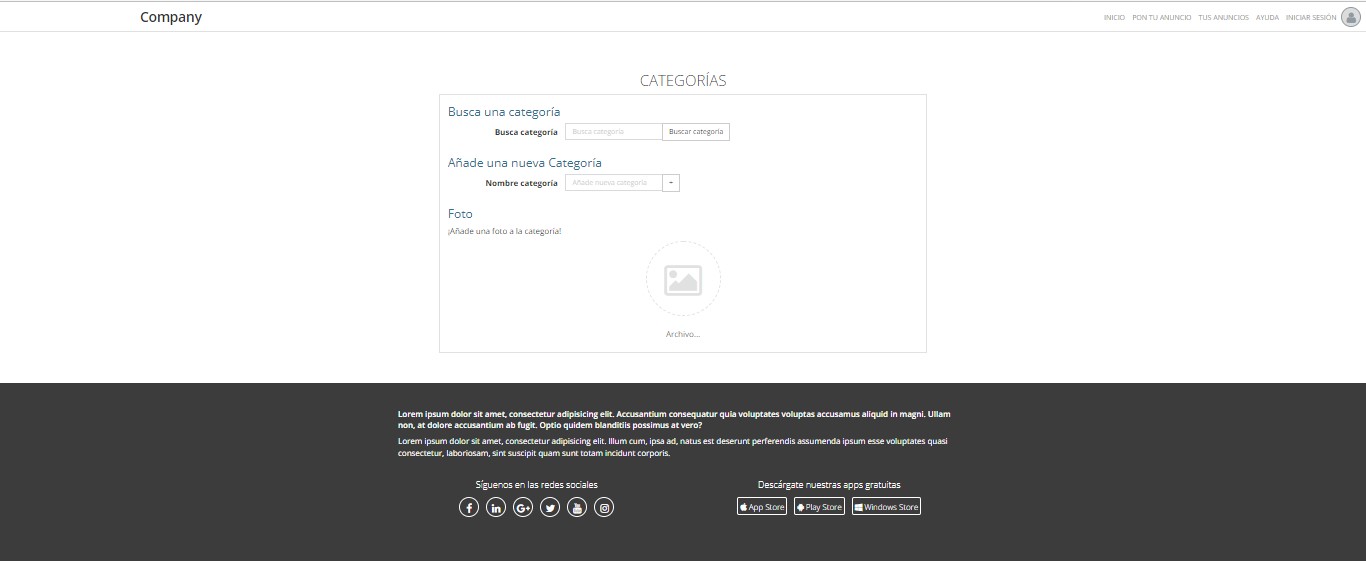 Company
INICIO PON TU ANUNCIO TUS ANUNCIOS AYUDA INICIAR SESIÓN
CATEGORÍAS
Busca una categoría
Busca categoría Busca categoría Buscar categoría
Añade una nueva Categoría
Nombre categoría Añade nueva categoría +
Foto
¡Añade una foto a la categoria!
Archivo...
Lorem ipsum dolor sit amet, consectetur adipisicing elit. Accusantium consequatur quia voluptates voluptas accusamus aliquid in magni. Ullam
non, at dolore accusantium ab fugit. Optio quidem blanditiis possimus at vero?
Lorem ipsum dolor sit amet, consectetur adipisicing elit. Illum cum, ipsa ad, natus est deserunt perferendis assumenda ipsum esse voluptates quasi
consectetur, laboriosam, sint suscipit quam sunt totam incidunt corporis.
Síguenos en las redes sociales
Descárgate nuestras apps gratuitas
App Store Play Store Windows Store